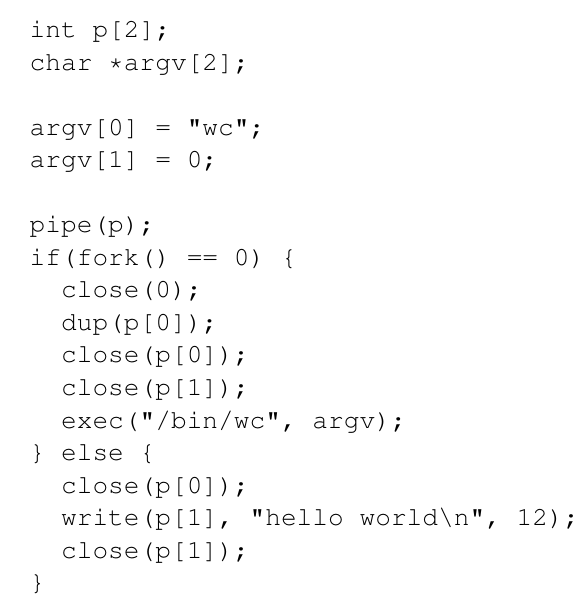 int p[2];
char *argv[2];

argv[0] = "wc";
argv[1] = 0;

pipe(p);
if(fork() == 0) {
  close(0);
  dup(p[0]);
  close(p[0]);
  close(p[1]);
  exec("/bin/wc", argv);
} else {
  close(p[0]);
  write(p[1], "hello world\n", 12);
  close(p[1]);
}